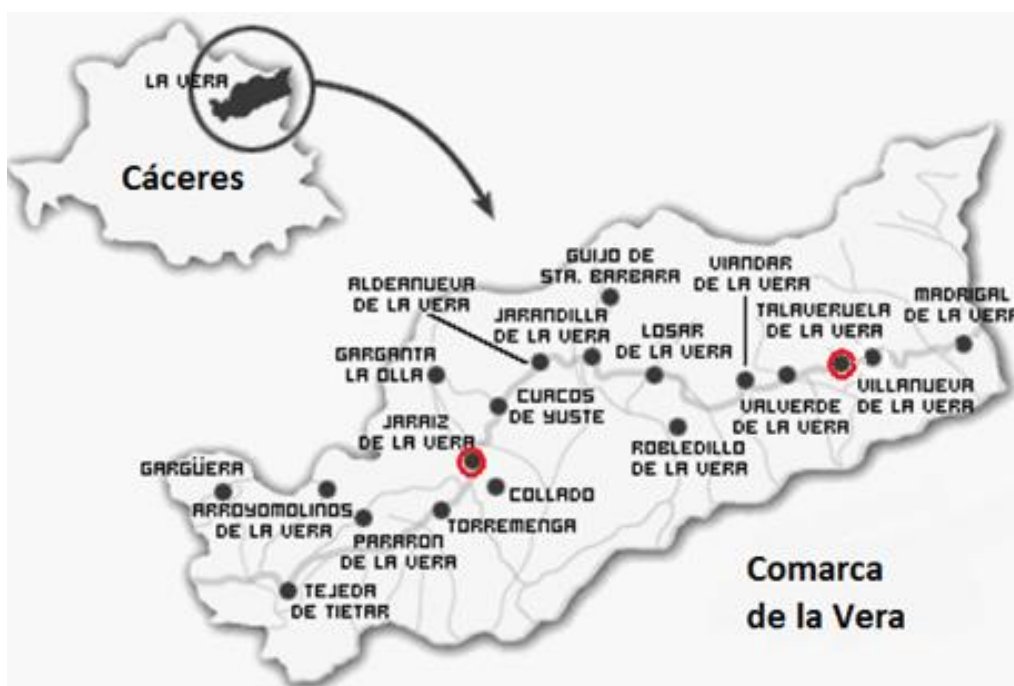 LA VERA
Cáceres
GUIJO DE
STA. BARBARA
VIANDAR
DE LA VERA
ALDEANUEVA
DE LA VERA
JARANDILLA
DE LA VERA
LOSAR
DE LA VERA
TALAVERUELA
DE LA VERA
MADRIGAL
DE LA VERA
GARGANTA
LA OLLA
CUACOS
DE YUSTE
VALVERDE
DE LA VERA
VILLANUEVA
DE LA VERA
JARAIZ
DE LA VERA
ROBLEDILLO
DE LA VERA
GARGÜERA
ARROYOMOLINOS
DE LA VERA
COLLADO
TORREMENGA
PARARON
DE LA VERA
TEJEDA
DE TIETAR
Comarca
de la Vera